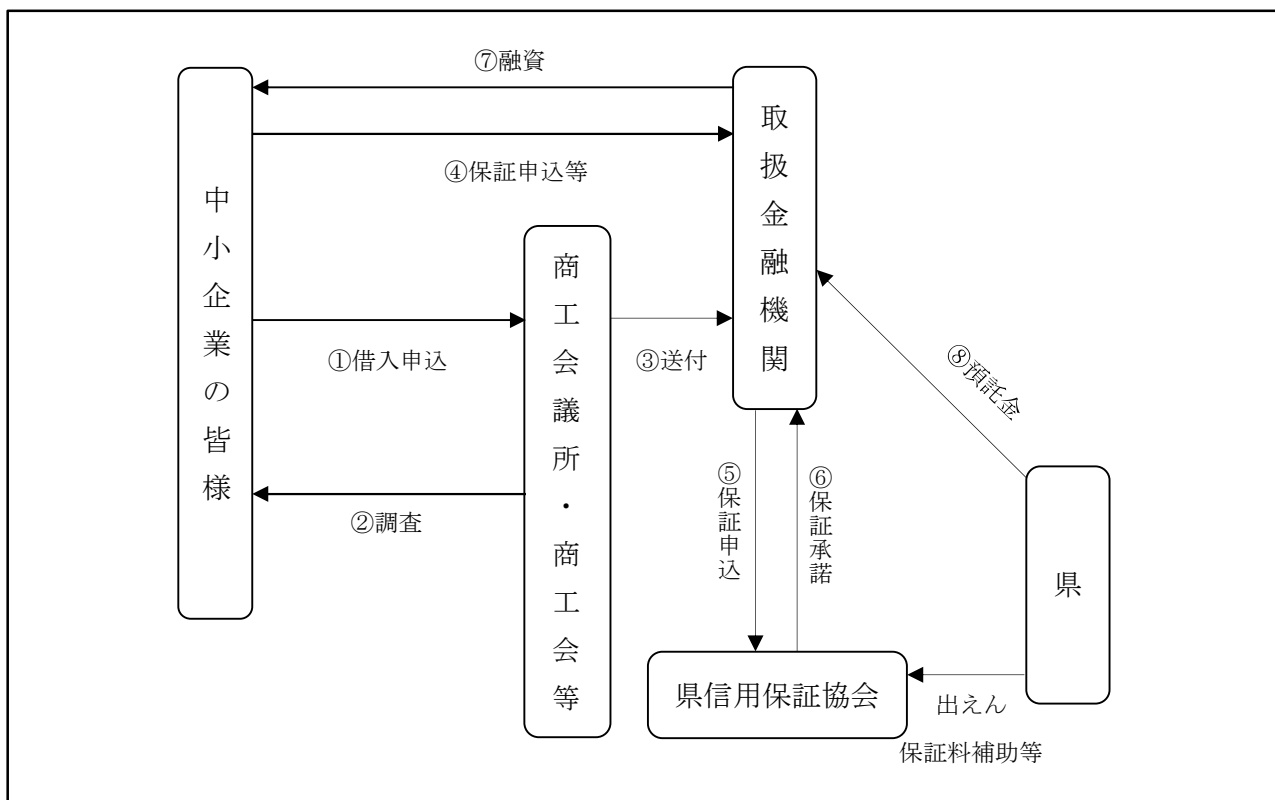 ⑦融資
④保証申込等
中小企業の皆様
取扱金融機関
商工会議所・商工会等
①借入申込
③送付
②調査
⑤保証申込
⑥保証承諾
⑧預託金
県
県信用保証協会
出えん
保証料補助等